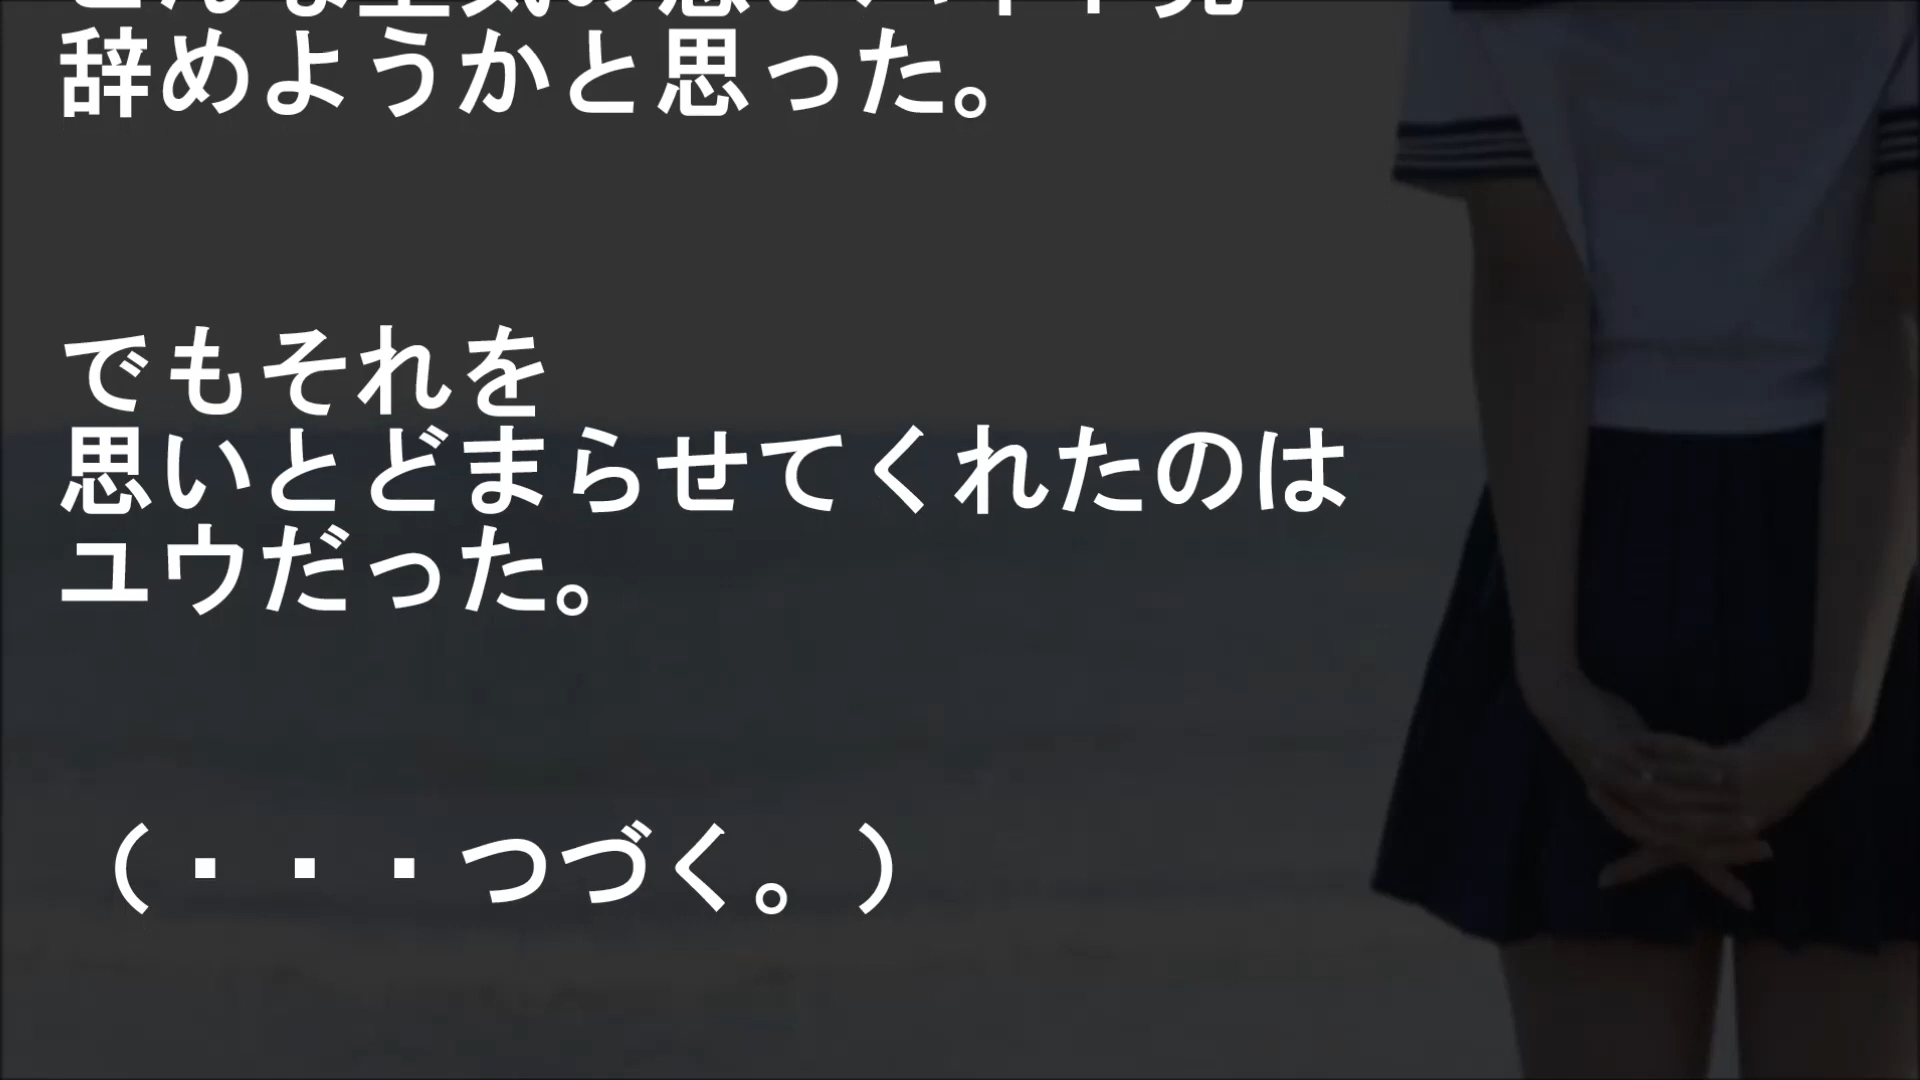 辞めようかと思った。
でもそれを
思いとどまらせてくれたのは
ユウだった。
（・・・つづく。）